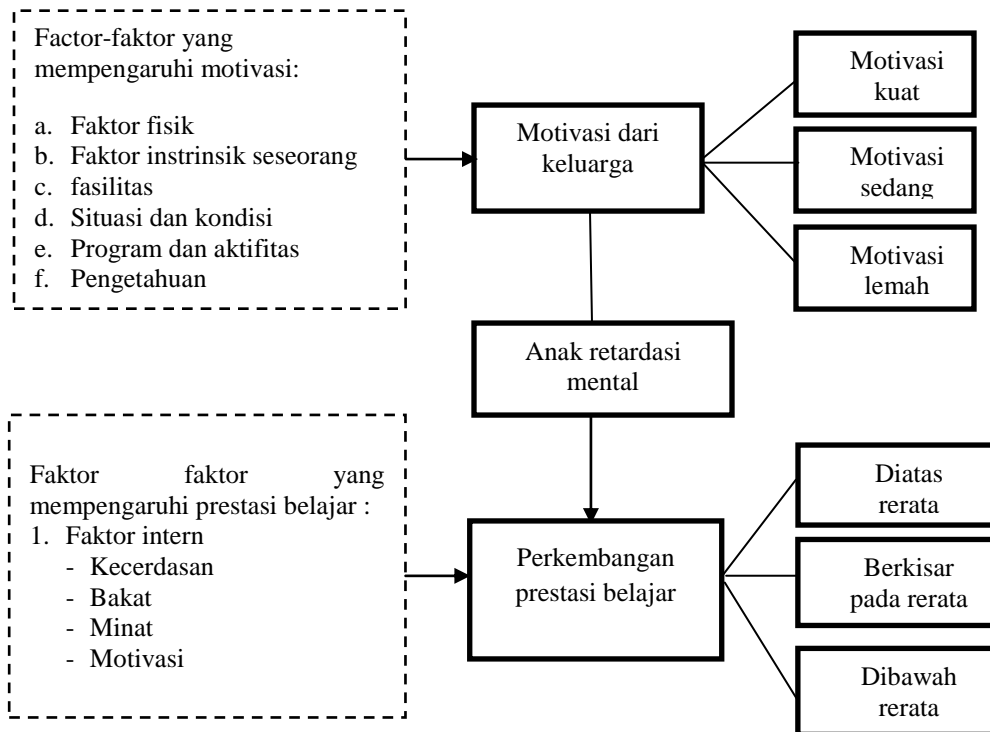 Factor-faktor yang
mempengaruhi motivasi:
a. Faktor fisik
b. Faktor instrinsik seseorang
c. fasilitas
d. Situasi dan kondisi
e. Program dan aktifitas
f. Pengetahuan
Motivasi dari
keluarga
Motivasi
kuat
Motivasi
sedang
Motivasi
lemah
Anak retardasi
mental
Faktor faktor yang
mempengaruhi prestasi belajar :
1. Faktor intern
- Kecerdasan
- Bakat
- Minat
- Motivasi
Perkembangan
prestasi belajar
Diatas
rerata
Berkisar
pada rerata
Dibawah
rerata